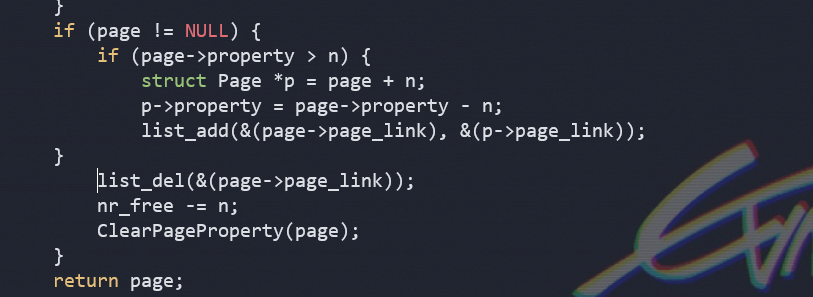 }
if (page != NULL) {
if (page->property > n) {
struct Page *p = page + n;
p->property = page->property - n;
list_add(&(page->page_link), &(p->page_link));
}
list_del(&(page->page_link));
nr_free -= n;
ClearPageProperty(page);
}
return page;